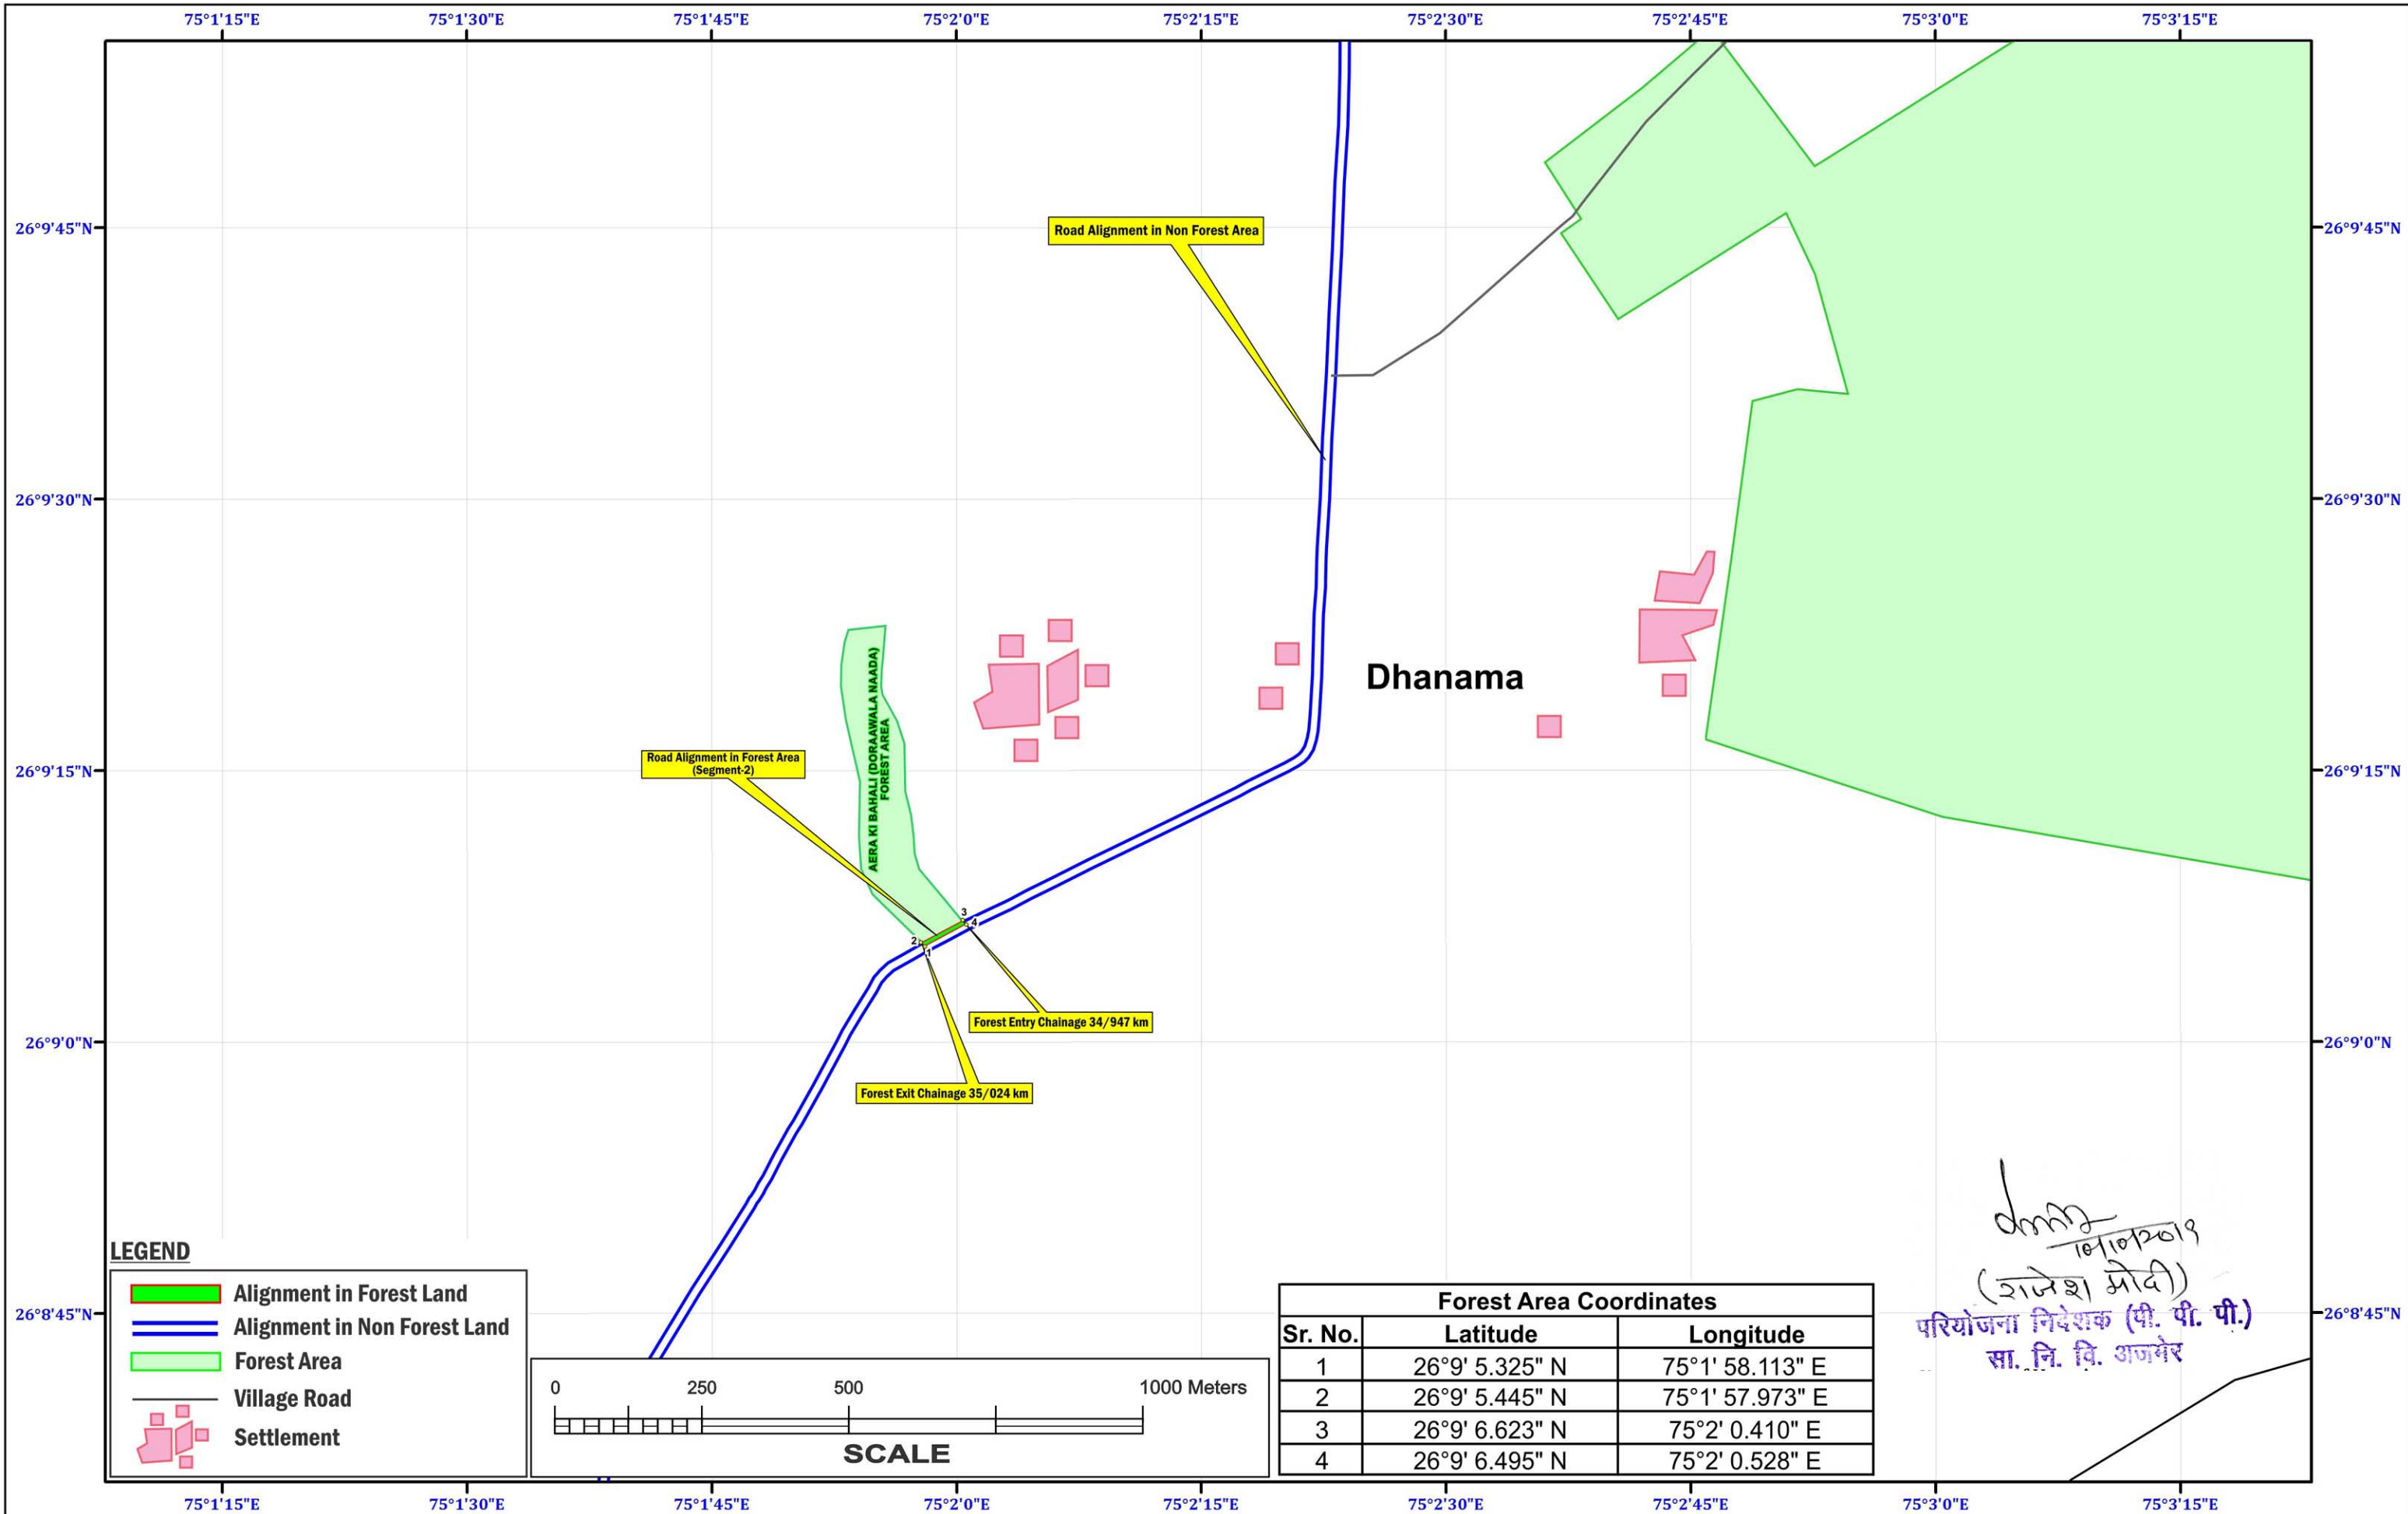 75°1'15"E 75°1'30"E 75°1'45"E 75°2'0"E 75°2'15"E 75°2'30"E 75°2'45"E 75°3'0"E 75°3'15"E
26°9'45"N 26°9'45"N
Road Alignment in Non Forest Area
26°9'30"N 26°9'30"N
Dhanama
AERA KI BAHALI (DORAAWALA NAADA)
FOREST AREA
Road Alignment in Forest Area
(Segment-2)
26°9'15"N 26°9'15"N
3
4
2
1
Forest Entry Chainage 34/947 km
26°9'0"N 26°9'0"N
Forest Exit Chainage 35/024 km
10/10/2019
(राजेश मोदी)
परियोजना निदेशक (पी. पी. पी.)
सा. नि. वि. अजमेर
26°8'45"N 26°8'45"N
LEGEND
Alignment in Forest Land
Alignment in Non Forest Land
Forest Area
Village Road
Settlement
0 250 500 1000 Meters
SCALE
Forest Area Coordinates
Sr. No. Latitude Longitude
1 26°9' 5.325" N 75°1' 58.113" E
2 26°9' 5.445" N 75°1' 57.973" E
3 26°9' 6.623" N 75°2' 0.410" E
4 26°9' 6.495" N 75°2' 0.528" E
75°1'15"E 75°1'30"E 75°1'45"E 75°2'0"E 75°2'15"E 75°2'30"E 75°2'45"E 75°3'0"E 75°3'15"E